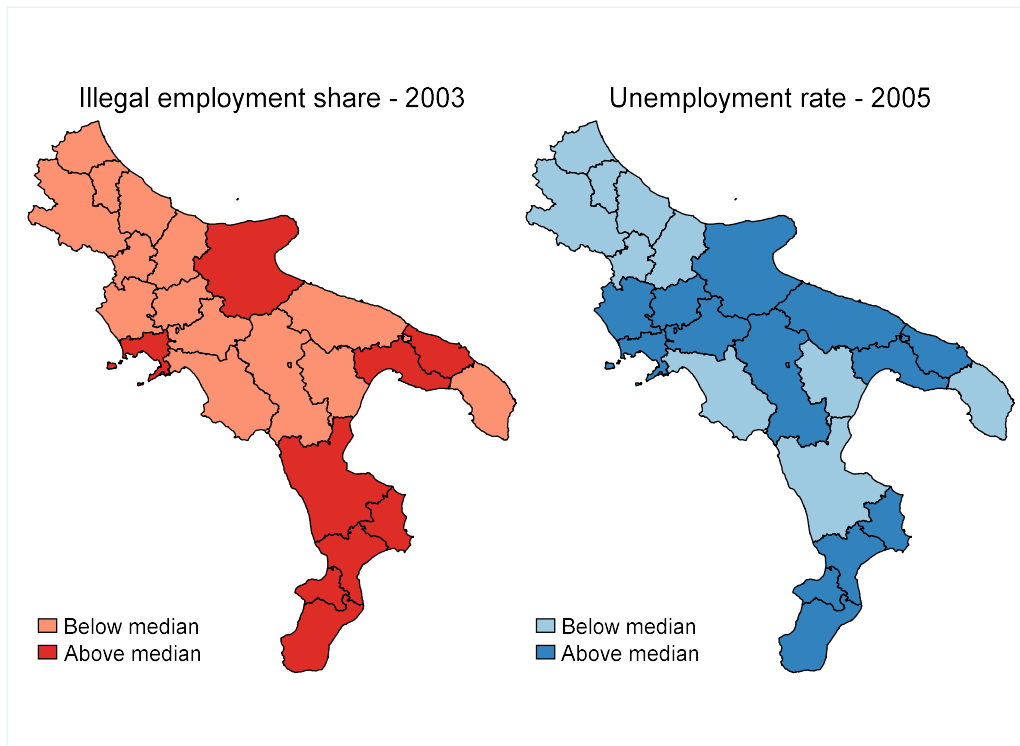 Illegal employment share - 2003
Unemployment rate - 2005
Below median
Above median
Below median
Above median